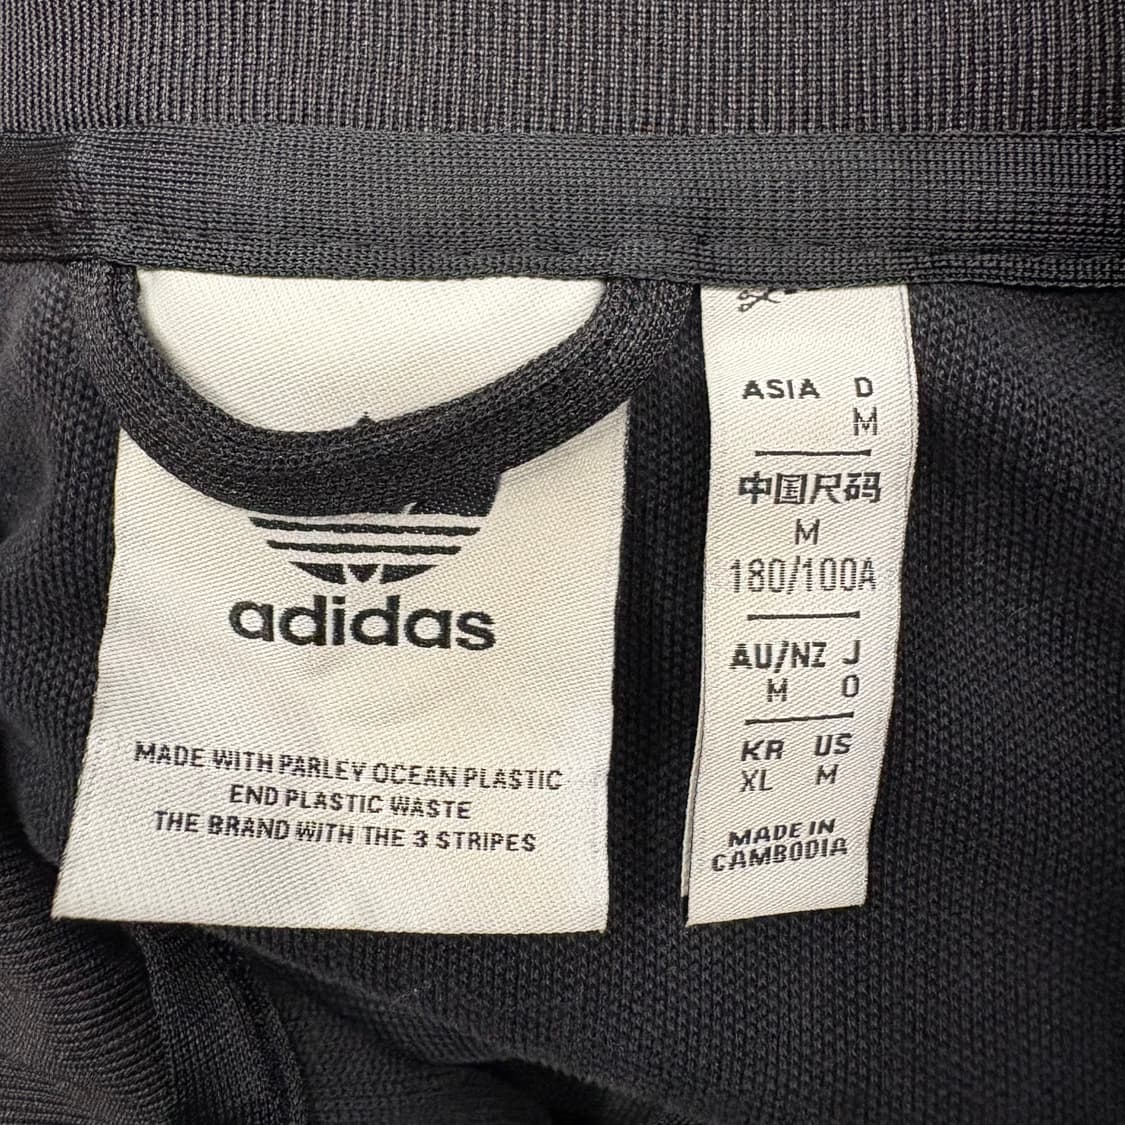 adidas
MADE WITH PARLEY OCEAN PLASTIC
END PLASTIC WASTE
THE BRAND WITH THE 3 STRIPES
ASIA D
M
中国尺码
M
180/100A
AU/NZ J
M O
KR US
XL M
MADE IN
CAMBODIA